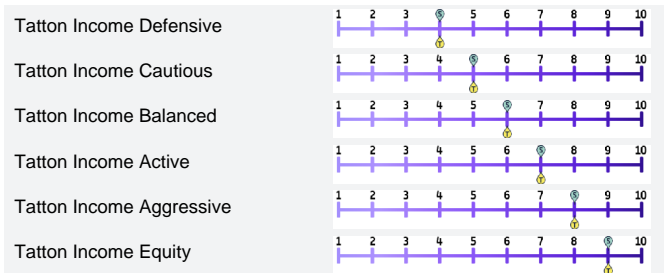 1 2 3 4 S 5 6 7 8 9 10
Tatton Income Defensive
T
1 2 3 4 5 S 6 7 8 9 10
Tatton Income Cautious
T
1 2 3 4 5 6 S 7 8 9 10
Tatton Income Balanced
T
1 2 3 4 5 6 7 S 8 9 10
Tatton Income Active
T
1 2 3 4 5 6 7 8 S 9 10
Tatton Income Aggressive
T
1 2 3 4 5 6 7 8 9 S 10
Tatton Income Equity
T